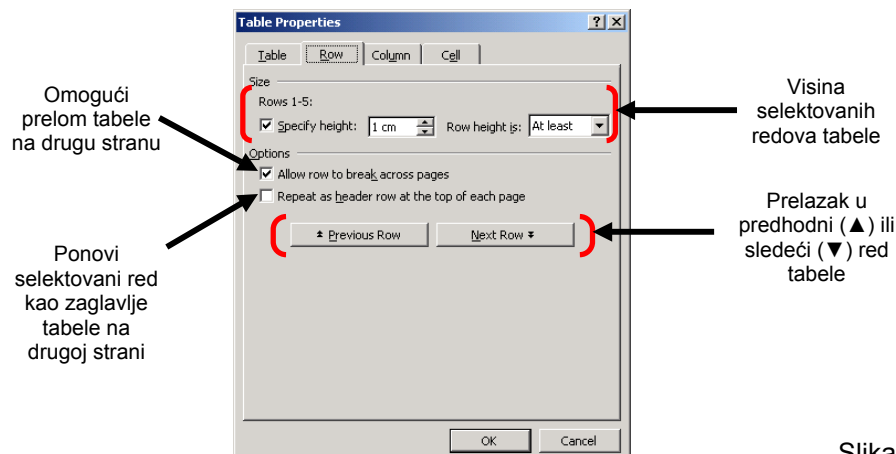 Table Properties
Table Row Column Cell
Size
Rows 1-5:
Specify height: 1 cm Row height is: At least
Options
Allow row to break across pages
Repeat as header row at the top of each page
Previous Row Next Row
OK Cancel
Omogući
prelom tabele
na drugu stranu
Ponovi
selektovani red
kao zaglavlje
tabele na
drugoj strani
Visina
selektovanih
redova tabele
Prelazak u
predhodni (▲) ili
sledeći (▼) red
tabele
Slika